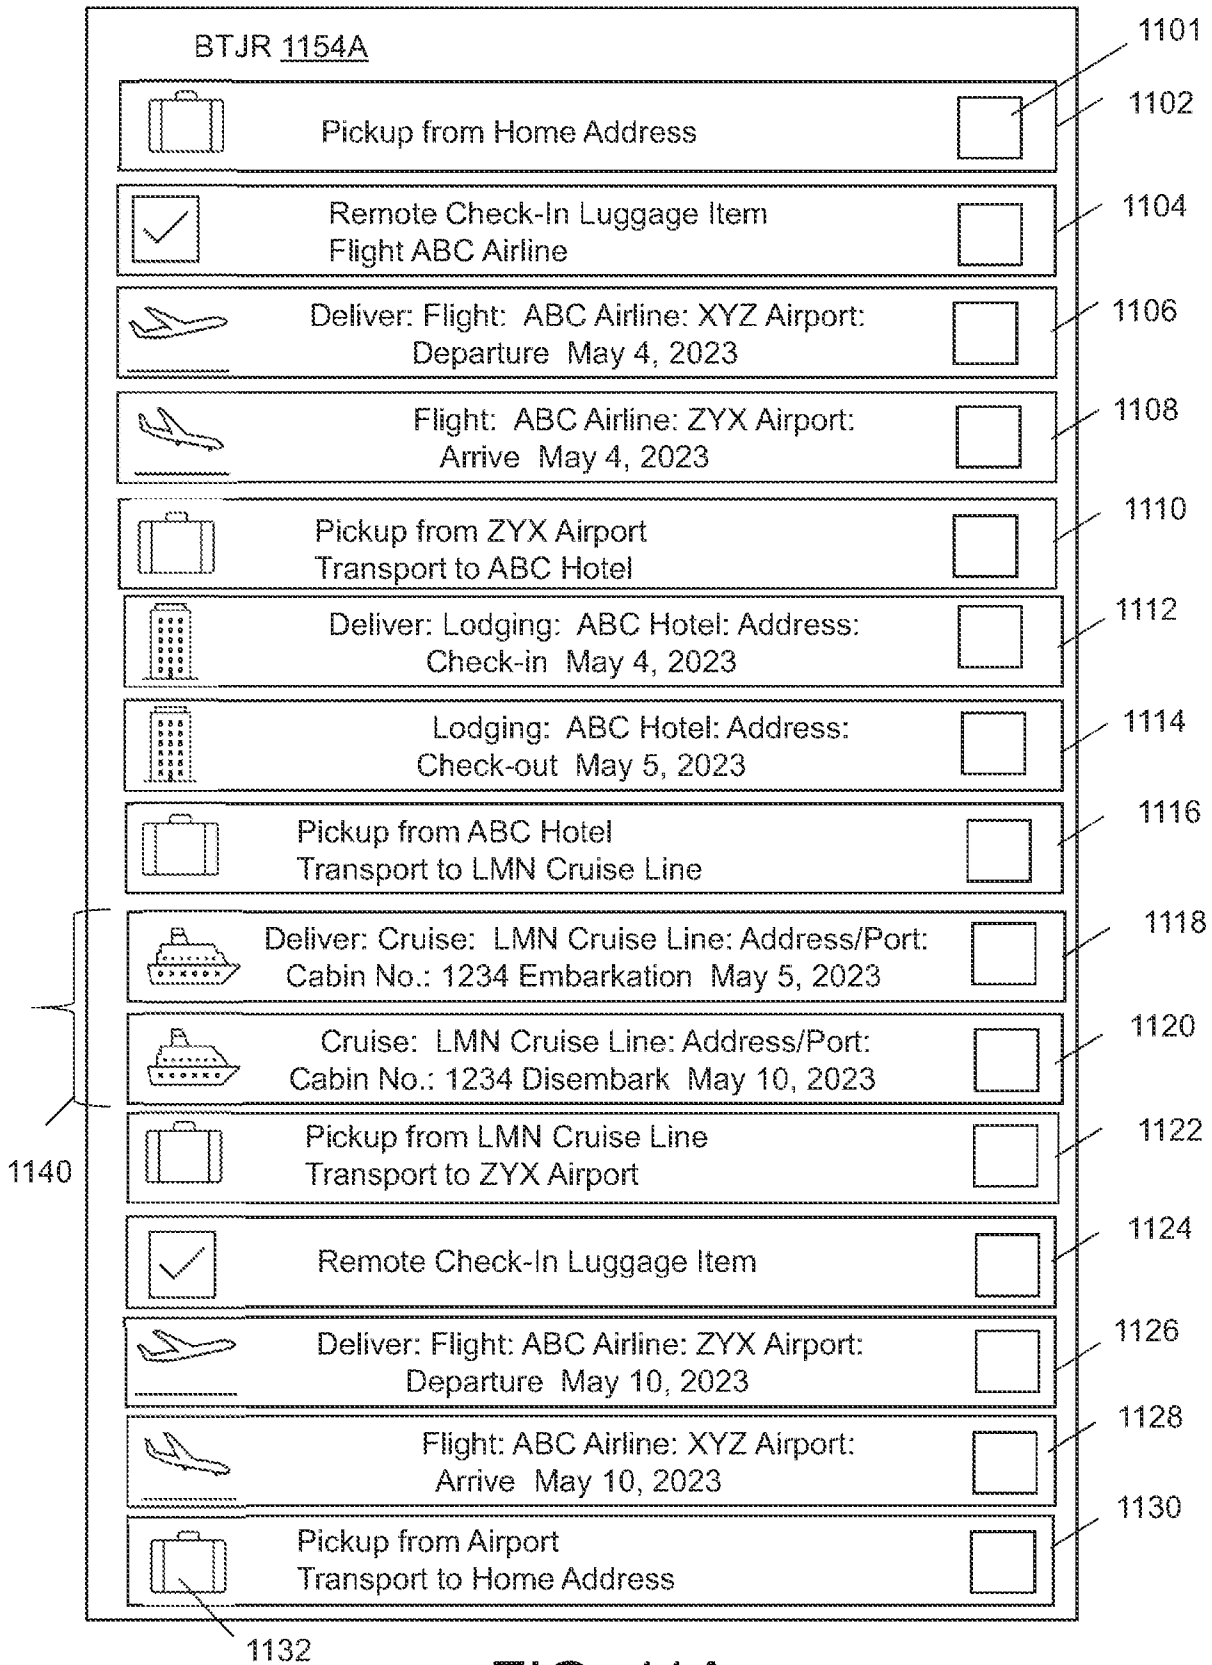 BTJR 1154A
1101
Pickup from Home Address
1102
Remote Check-In Luggage Item
Flight ABC Airline
1104
Deliver: Flight: ABC Airline: XYZ Airport:
Departure May 4, 2023
1106
Flight: ABC Airline: ZYX Airport:
Arrive May 4, 2023
1108
Pickup from ZYX Airport
Transport to ABC Hotel
1110
Deliver: Lodging: ABC Hotel: Address:
Check-in May 4, 2023
1112
Lodging: ABC Hotel: Address:
Check-out May 5, 2023
1114
Pickup from ABC Hotel
Transport to LMN Cruise Line
1116
Deliver: Cruise: LMN Cruise Line: Address/Port:
Cabin No.: 1234 Embarkation May 5, 2023
1118
Cruise: LMN Cruise Line: Address/Port:
Cabin No.: 1234 Disembark May 10, 2023
1120
1140
Pickup from LMN Cruise Line
Transport to ZYX Airport
1122
Remote Check-In Luggage Item
1124
Deliver: Flight: ABC Airline: ZYX Airport:
Departure May 10, 2023
1126
Flight: ABC Airline: XYZ Airport:
Arrive May 10, 2023
1128
Pickup from Airport
Transport to Home Address
1130
1132